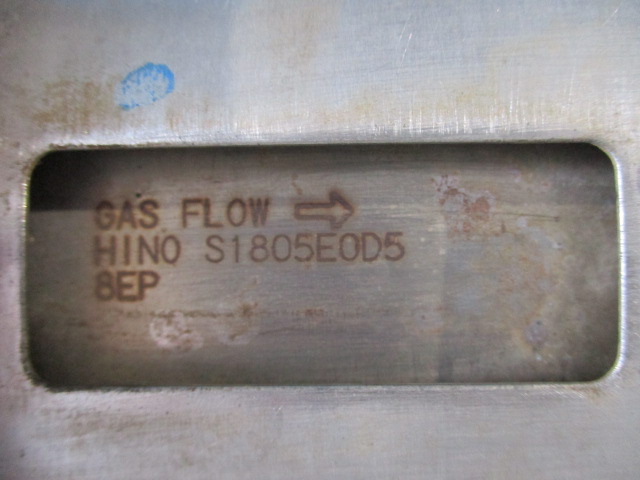 GAS FLOW ⇨
HINO S1805E0D5
8EP